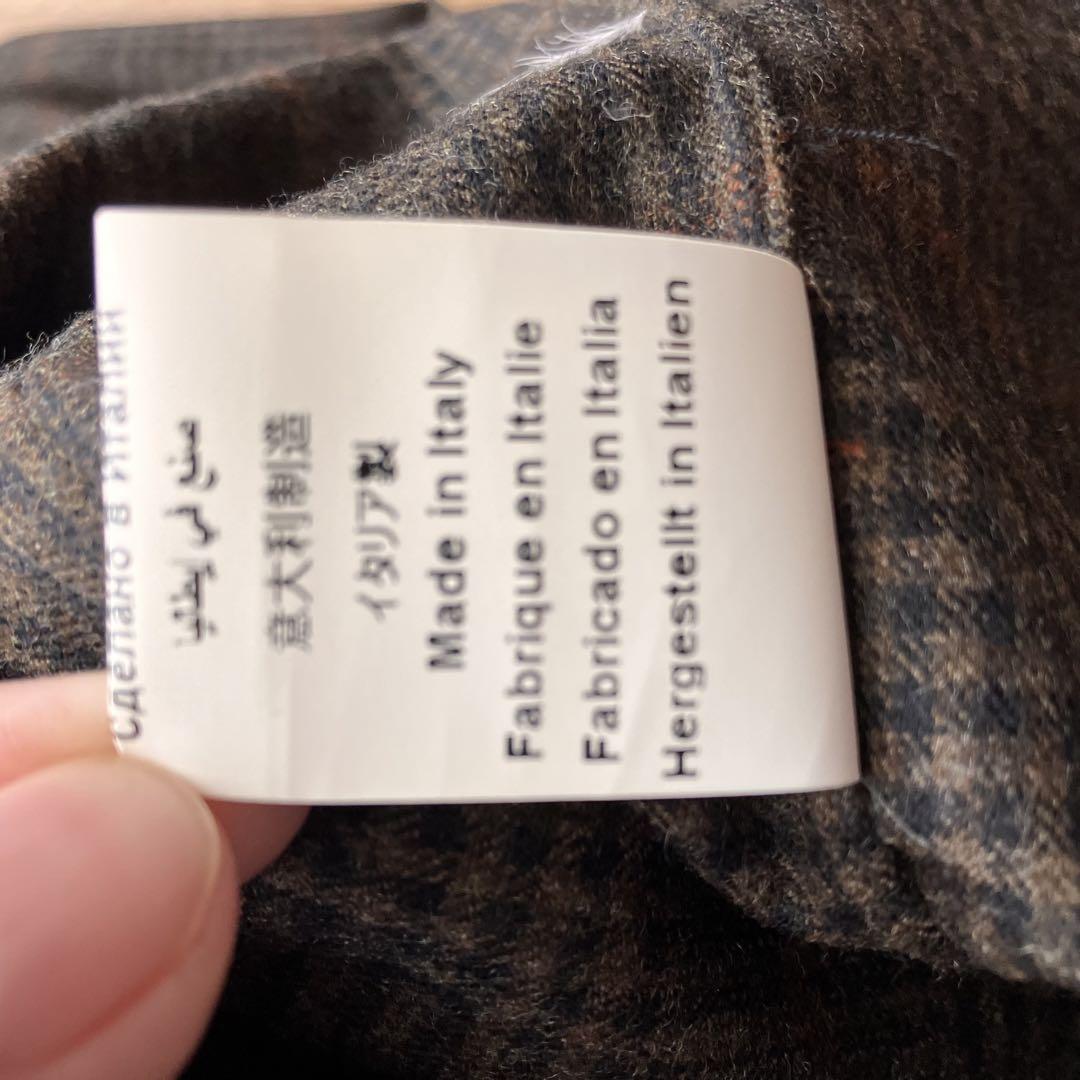 Сделано в Италии
صنع في إيطاليا
意大利制造
イタリア製
Made in Italy
Fabrique en Italie
Fabricado en Italia
Hergestellt in Italien